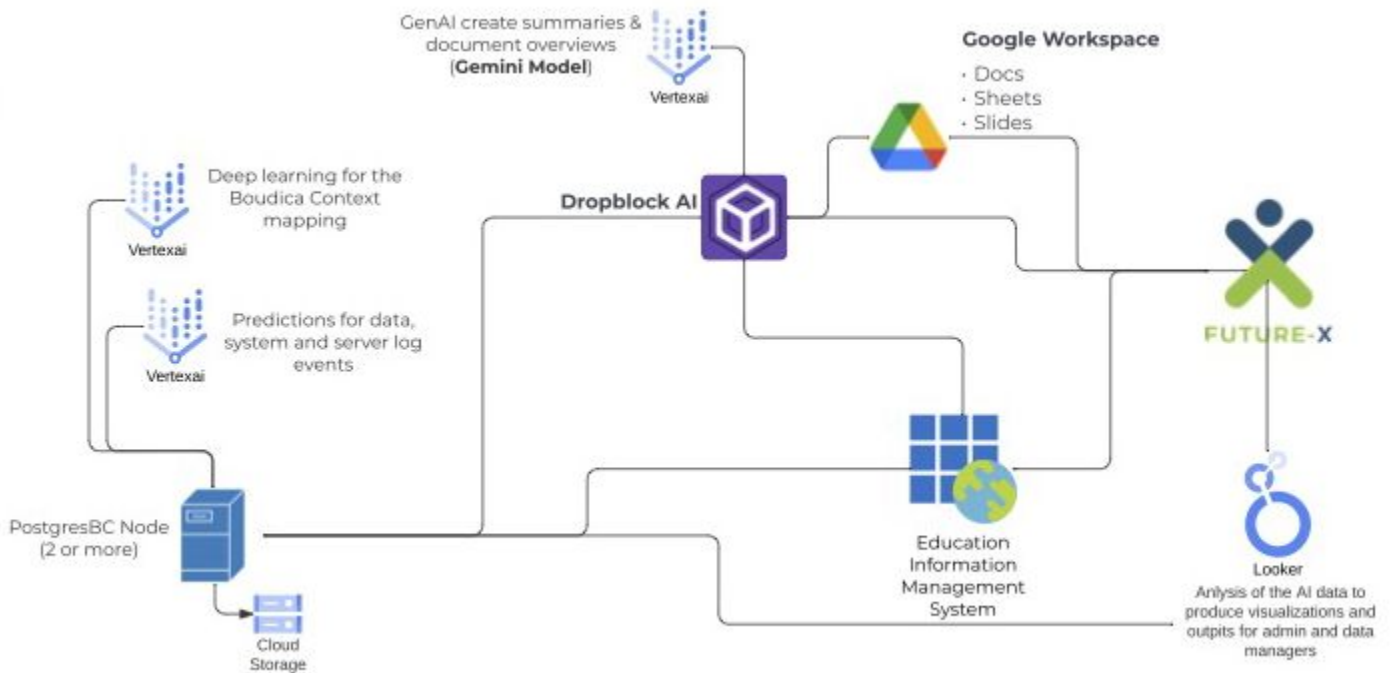 GenAI create summaries &
document overviews
(Gemini Model)
Vertexai
Google Workspace
· Docs
· Sheets
· Slides
Deep learning for the
Boudica Context
mapping
Vertexai
Dropblock AI
Predictions for data,
system and server log
events
Vertexai
FUTURE-X
PostgresBC Node
(2 or more)
Cloud
Storage
Education
Information
Management
System
Looker
Anlysis of the AI data to
produce visualizations and
outpits for admin and data
managers